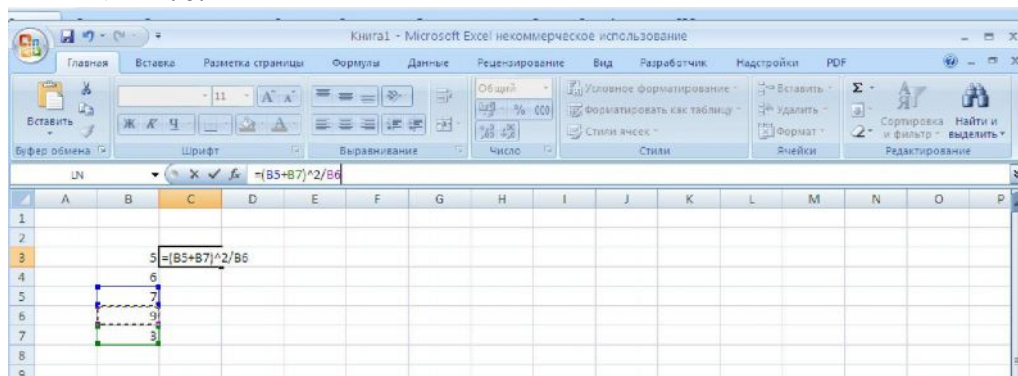 Книга1 - Microsoft Excel некоммерческое использование
Главная Вставка Разметка страницы Формулы Данные Рецензирование Вид Разработчик Надстройки PDF
Вставить
11 A A
Общий
Условное форматирование
Вставить
Σ
Ж К Ч
% 000
Форматировать как таблицу
Удалить
Сортировка и фильтр
Найти и выделить
Стили ячеек
Формат
Буфер обмена Шрифт Выравнивание Число Стили Ячейки Редактирование
LN fx =(B5+B7)^2/B6
A B C D E F G H I J K L M N O P
1
2
3 5 =(B5+B7)^2/B6
4 6
5 7
6 9
7 3
8
9